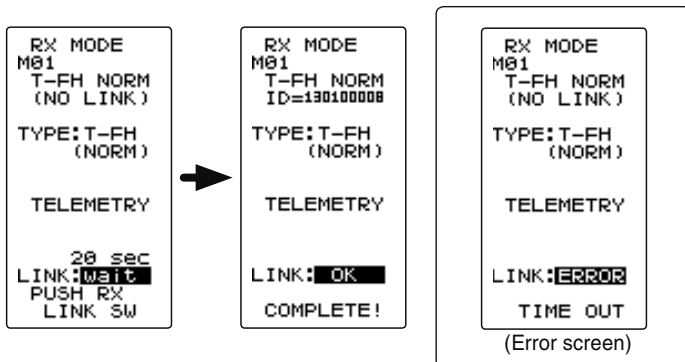 RX MODE
M01
T-FH NORM
(NO LINK)
TYPE:T-FH
(NORM)
TELEMETRY
20 sec
LINK:wait
PUSH RX
LINK SW
RX MODE
M01
T-FH NORM
ID=130100008
TYPE:T-FH
(NORM)
TELEMETRY
LINK: OK
COMPLETE!
RX MODE
M01
T-FH NORM
(NO LINK)
TYPE:T-FH
(NORM)
TELEMETRY
LINK:ERROR
TIME OUT
(Error screen)